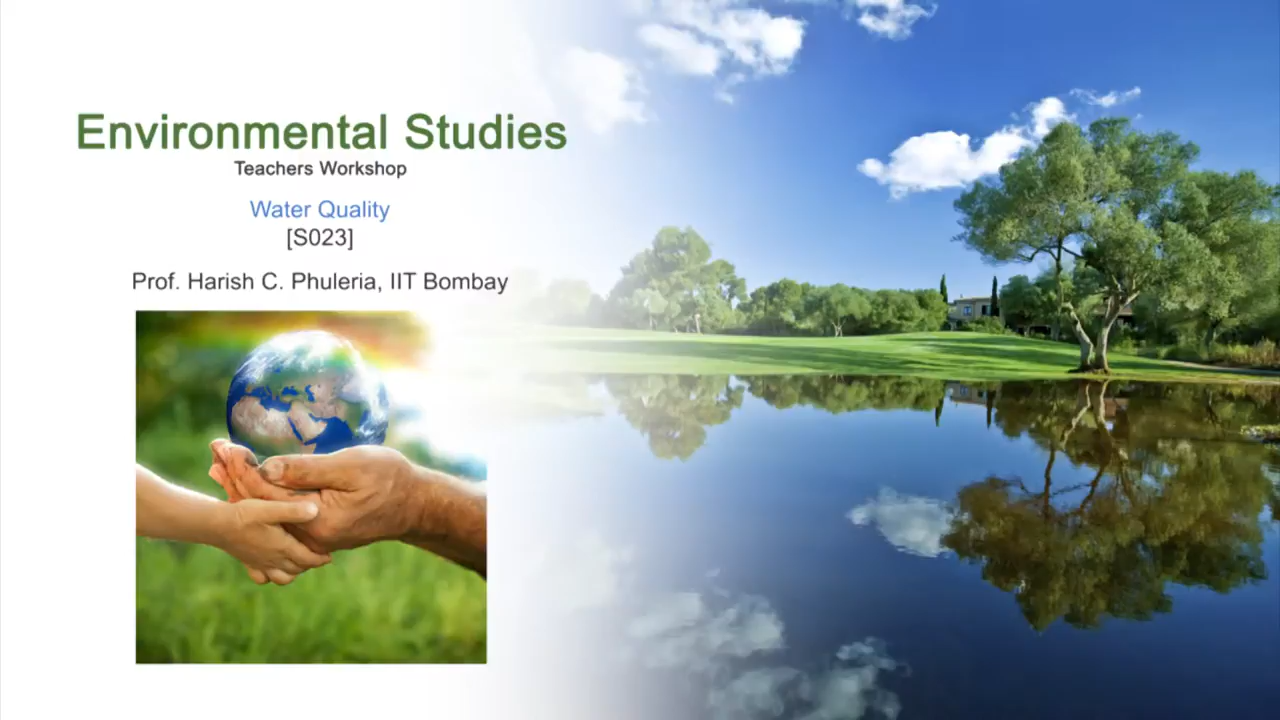 Environmental Studies
Teachers Workshop
Water Quality
[S023]
Prof. Harish C. Phuleria, IIT Bombay